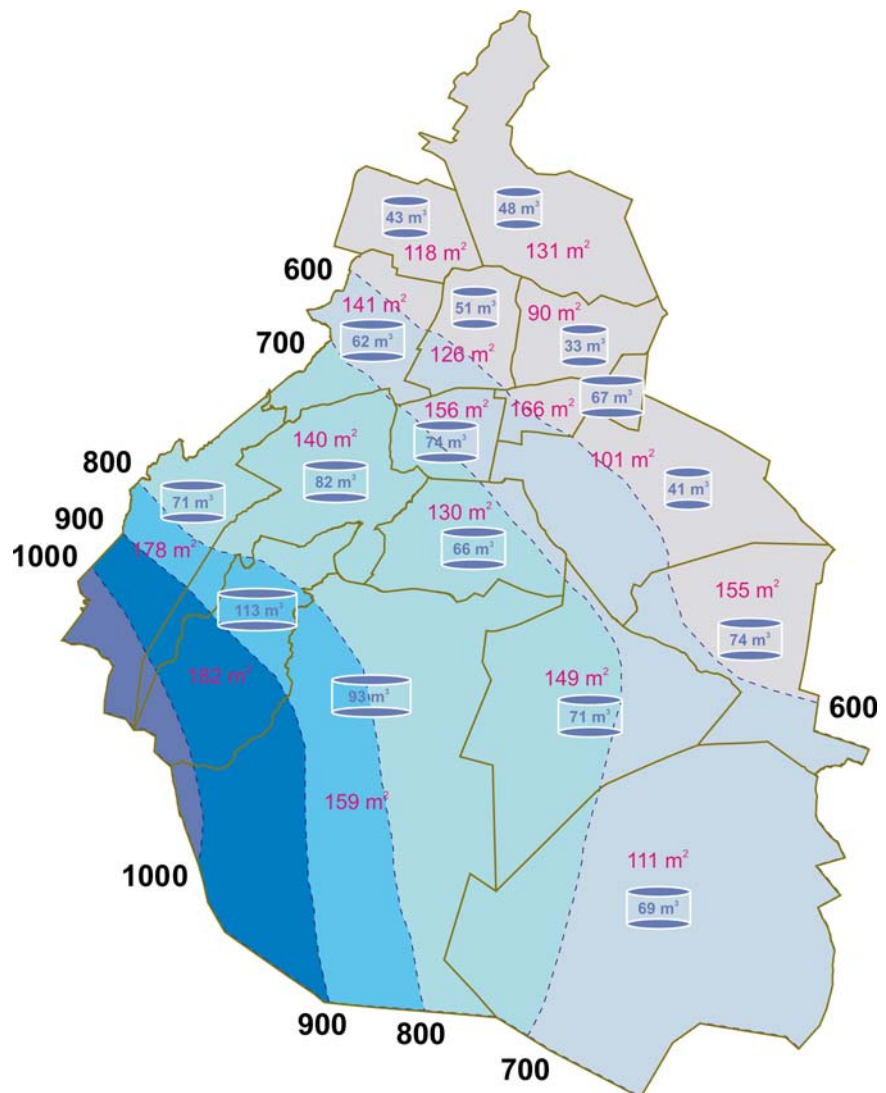 43 m³
48 m³
118 m²
131 m²
600
141 m²
51 m³
90 m²
700
62 m³
126 m²
33 m³
67 m³
156 m²
166 m²
74 m³
140 m²
101 m²
800
71 m³
82 m³
41 m³
900
130 m²
1000
178 m²
66 m³
155 m²
113 m³
74 m³
182 m²
149 m²
93 m³
600
71 m³
159 m²
111 m²
1000
69 m³
900
800
700